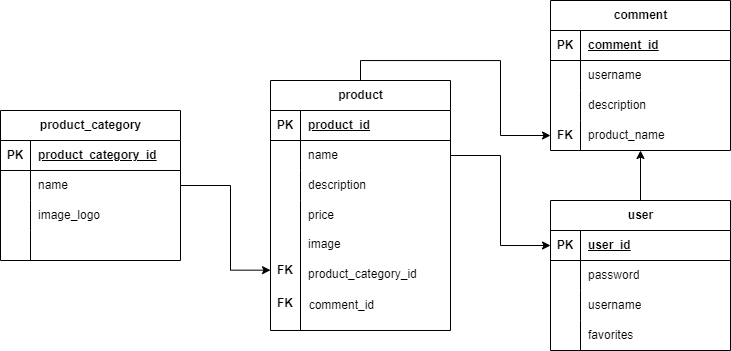 product_category
PK product_category_id
name
image_logo
product
PK product_id
name
description
price
image
FK product_category_id
FK comment_id
comment
PK comment_id
username
description
FK product_name
user
PK user_id
password
username
favorites